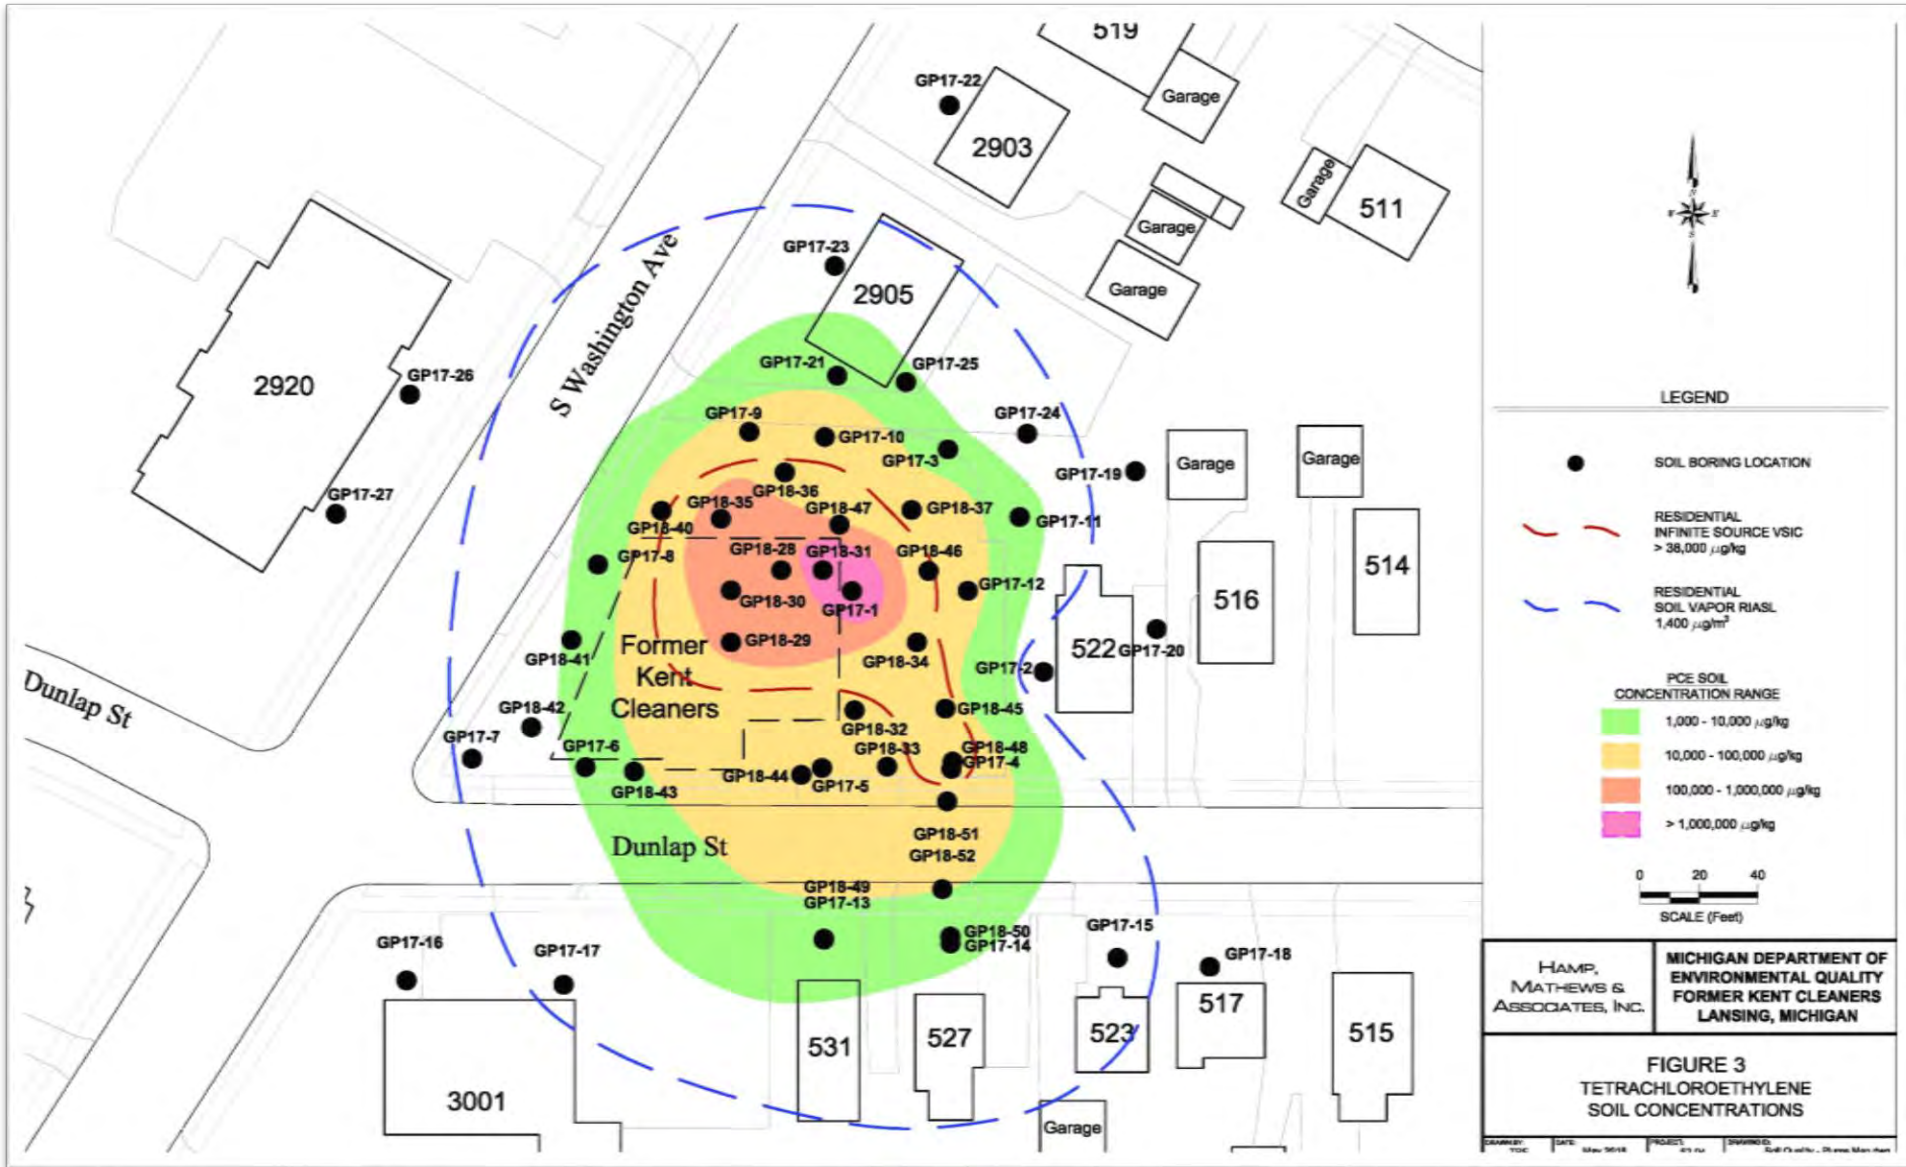 519
GP17-22
Garage
2903
Garage
511
Garage
Garage
GP17-23
S Washington Ave
2905
2920
GP17-26
GP17-21
GP17-25
GP17-9
GP17-10
GP17-24
GP17-3
GP17-19
Garage
Garage
GP17-27
GP18-36
GP18-35
GP18-47
GP18-37
GP18-40
GP17-11
GP17-8
GP18-28
GP18-31
GP18-46
514
GP17-12
GP18-30
GP17-1
516
GP18-29
Former
Kent
Cleaners
GP18-41
GP18-34
GP17-2
522
GP17-20
Dunlap St
GP18-42
GP18-45
GP17-7
GP17-6
GP18-32
GP18-33
GP18-48
GP17-4
GP18-44
GP17-5
GP18-43
Dunlap St
GP18-51
GP18-52
GP18-49
GP17-13
GP18-50
GP17-14
GP17-15
GP17-16
GP17-17
GP17-18
517
531
527
523
515
3001
Garage
N
W
E
S
LEGEND
SOIL BORING LOCATION
RESIDENTIAL
INFINITE SOURCE VSIC
> 38,000 µg/kg
RESIDENTIAL
SOIL VAPOR RIASL
1,400 µg/m³
PCE SOIL
CONCENTRATION RANGE
1,000 - 10,000 µg/kg
10,000 - 100,000 µg/kg
100,000 - 1,000,000 µg/kg
> 1,000,000 µg/kg
0 20 40
SCALE (Feet)
HAMP,
MATHEWS &
ASSOCIATES, INC.
MICHIGAN DEPARTMENT OF
ENVIRONMENTAL QUALITY
FORMER KENT CLEANERS
LANSING, MICHIGAN
FIGURE 3
TETRACHLOROETHYLENE
SOIL CONCENTRATIONS
DRAWN BY:
DATE:
PROJECT:
DRAWING ID:
May 2018